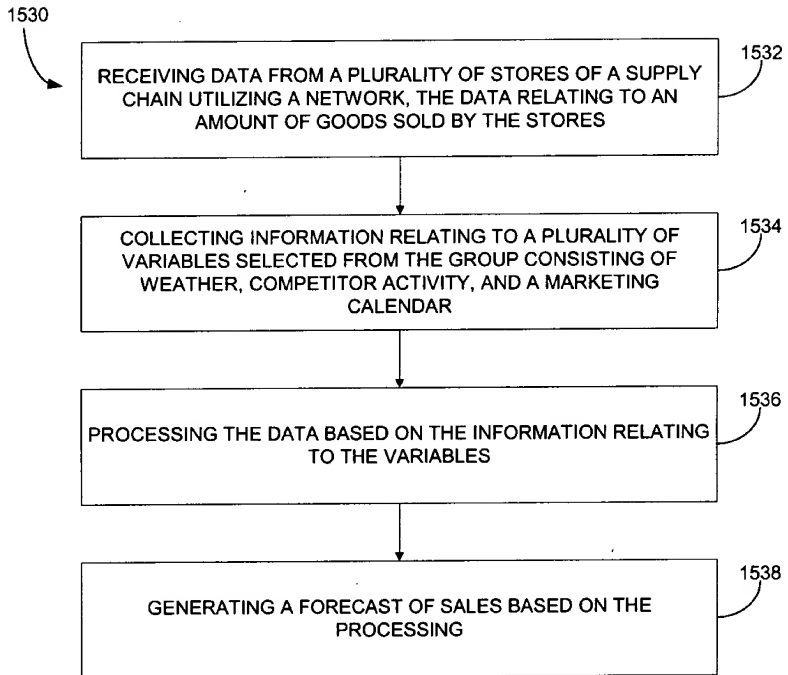 1530
1532
RECEIVING DATA FROM A PLURALITY OF STORES OF A SUPPLY
CHAIN UTILIZING A NETWORK, THE DATA RELATING TO AN
AMOUNT OF GOODS SOLD BY THE STORES
1534
COLLECTING INFORMATION RELATING TO A PLURALITY OF
VARIABLES SELECTED FROM THE GROUP CONSISTING OF
WEATHER, COMPETITOR ACTIVITY, AND A MARKETING
CALENDAR
1536
PROCESSING THE DATA BASED ON THE INFORMATION RELATING
TO THE VARIABLES
1538
GENERATING A FORECAST OF SALES BASED ON THE
PROCESSING